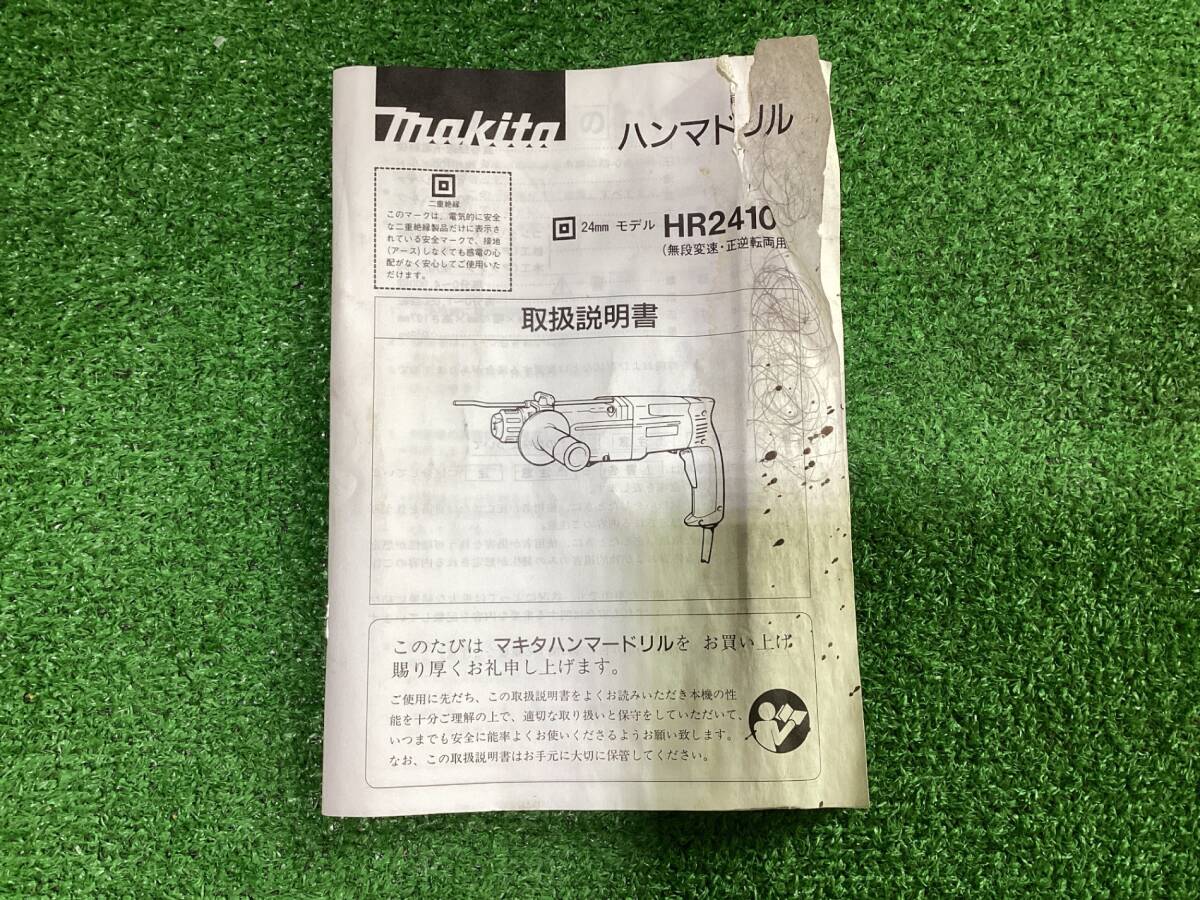 makita
ハンマドリル
二重絶縁
このマークは、電気的に安全
な二重絶縁製品だけに表示さ
れている安全マークで、接地
(アース)しなくても感電の心
配がなく安心してご使用いた
だけます。
24mm モデル HR2410
(無段変速・正逆転両用
取扱説明書
このたびは マキタハンマードリルを お買い上げ
賜り厚くお礼申し上げます。
ご使用に先だち、この取扱説明書をよくお読みいただき本機の性
能を十分ご理解の上で、適切な取り扱いと保守をしていただいて、
いつまでも安全に能率よくお使いくださるようお願い致します。
なお、この取扱説明書はお手元に大切に保管してください。